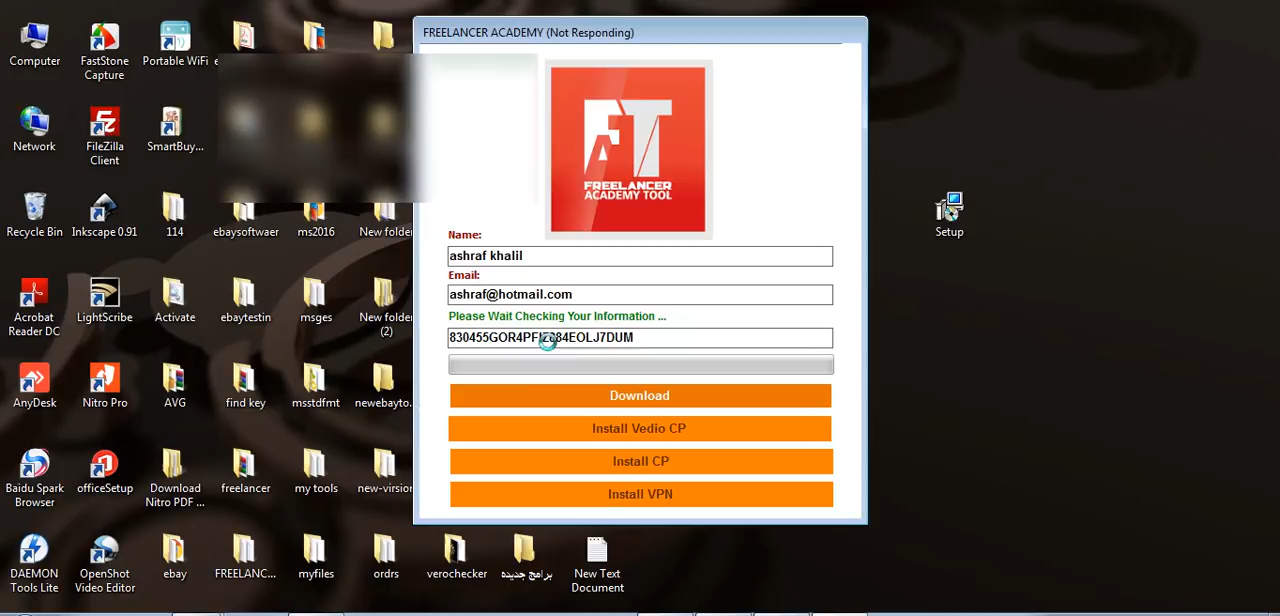 FREELANCER ACADEMY (Not Responding)
Computer
FastStone Capture
Portable WiFi
Network
FileZilla Client
SmartBuy...
Recycle Bin
Inkscape 0.91
114
ebaysoftwaer
ms2016
New folder
FREELANCER
ACADEMY TOOL
Setup
Name:
ashraf khalil
Email:
ashraf@hotmail.com
Please Wait Checking Your Information ...
Acrobat Reader DC
LightScribe
Activate
ebaytestin
msges
New folder (2)
Download
Install Vedio CP
Install CP
Install VPN
AnyDesk
Nitro Pro
AVG
find key
msstdfmt
newebayto...
Baidu Spark Browser
officeSetup
Download Nitro PDF ...
freelancer
my tools
new-virsion
DAEMON Tools Lite
OpenShot Video Editor
ebay
FREELANC...
myfiles
ordrs
verochecker
برامج جديده
New Text Document